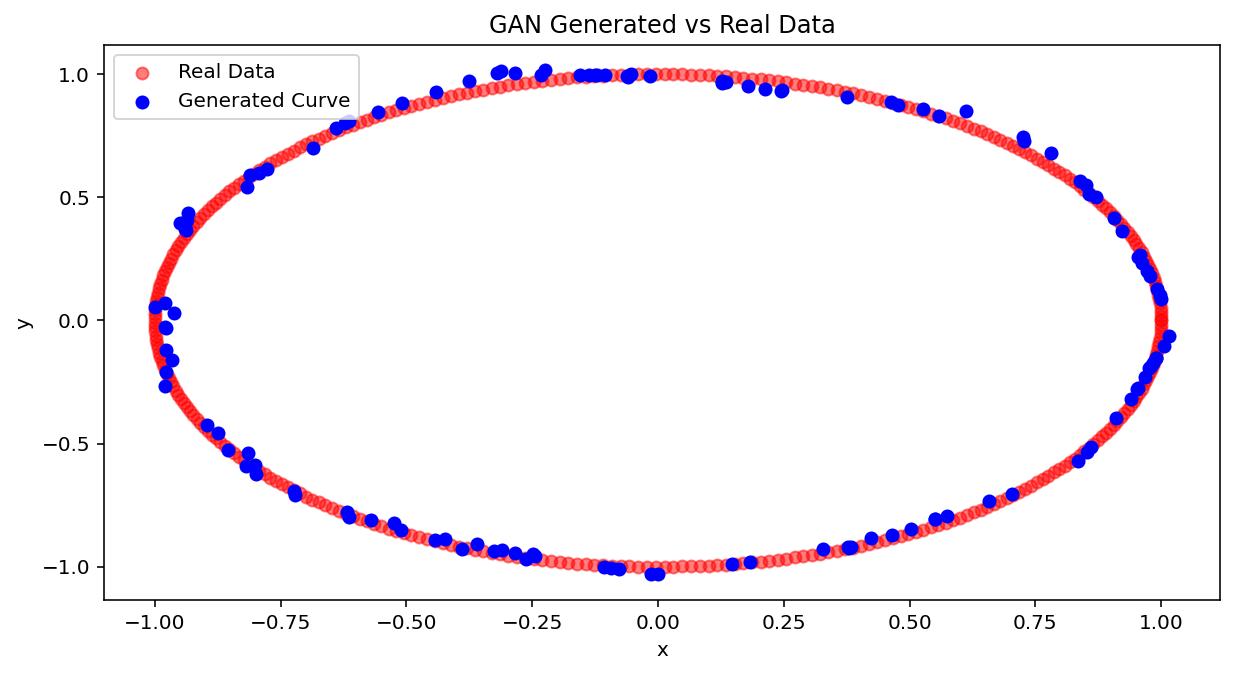 GAN Generated vs Real Data
Real Data
Generated Curve
1.0
0.5
0.0
−0.5
−1.0
y
−1.00 −0.75 −0.50 −0.25 0.00 0.25 0.50 0.75 1.00
x